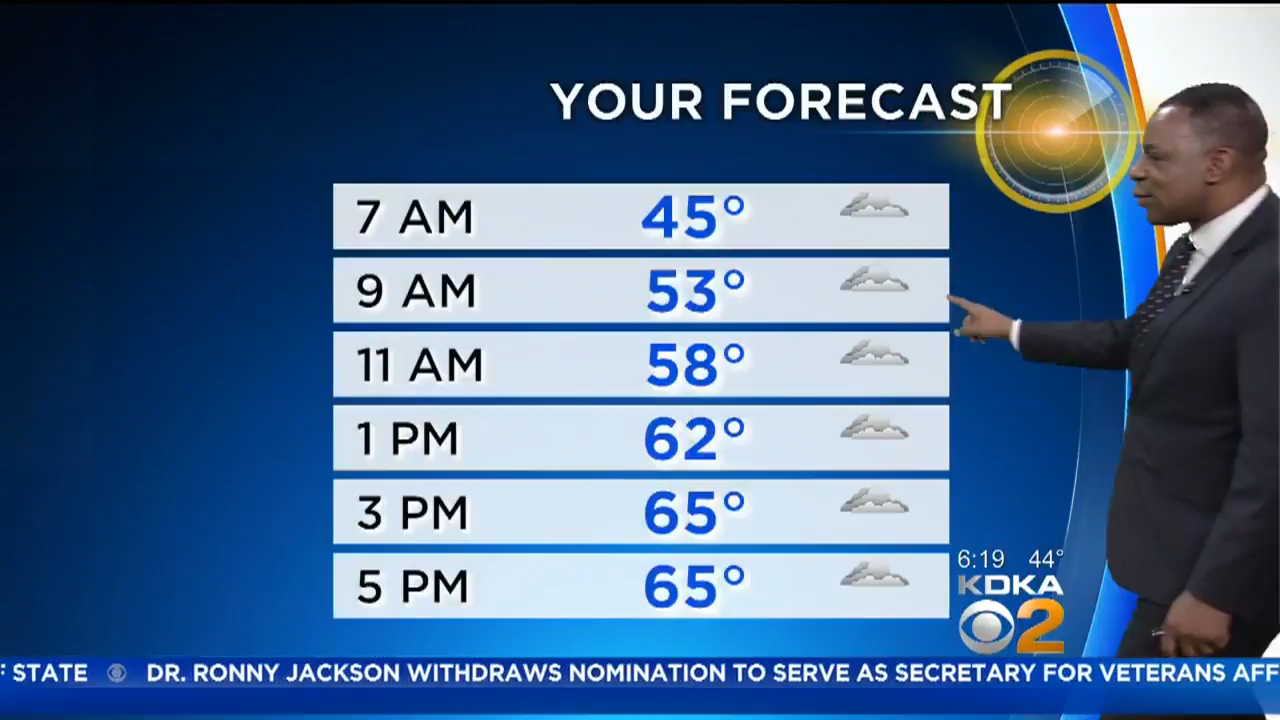 YOUR FORECAST
7 AM 45°
9 AM 53°
11 AM 58°
1 PM 62°
3 PM 65°
5 PM 65°
6:19 44°
KDKA
2
F STATE DR. RONNY JACKSON WITHDRAWS NOMINATION TO SERVE AS SECRETARY FOR VETERANS AFF